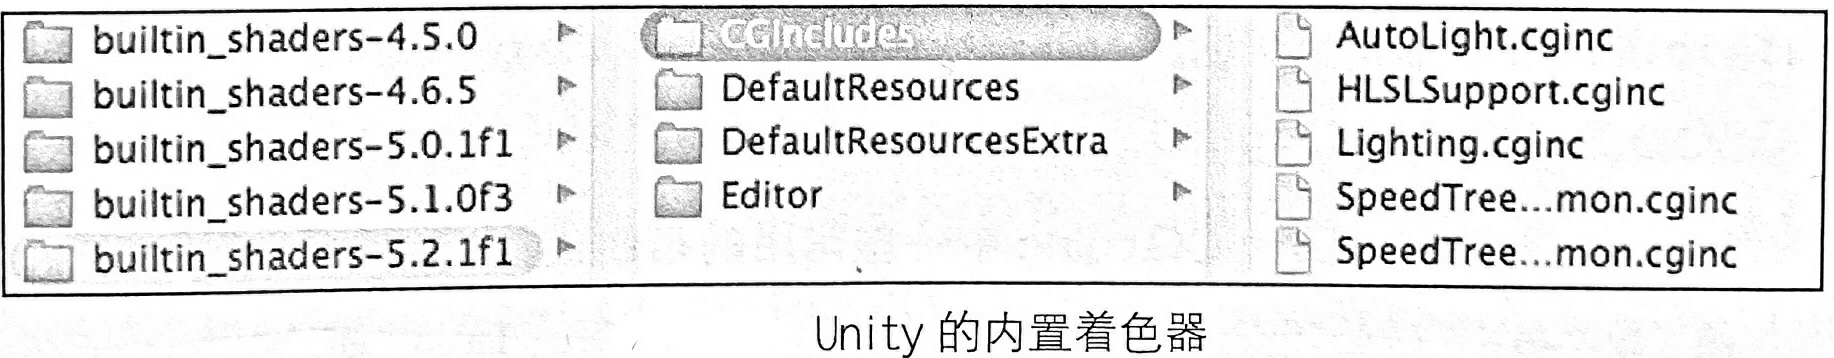 builtin_shaders-4.5.0
builtin_shaders-4.6.5
builtin_shaders-5.0.1f1
builtin_shaders-5.1.0f3
builtin_shaders-5.2.1f1
CGIncludes
DefaultResources
DefaultResourcesExtra
Editor
AutoLight.cginc
HLSLSupport.cginc
Lighting.cginc
SpeedTree...mon.cginc
SpeedTree...mon.cginc
Unity 的内置着色器